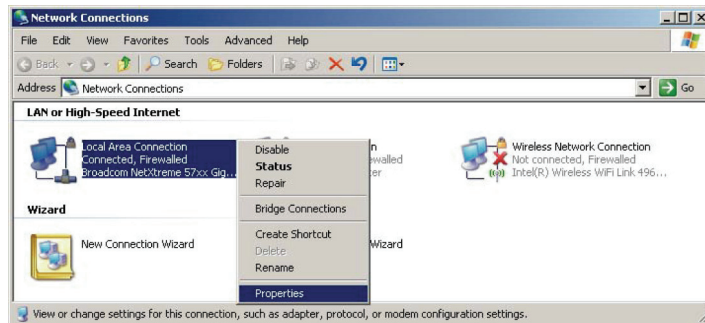 Network Connections
File Edit View Favorites Tools Advanced Help
Back Search Folders
Address Network Connections Go
LAN or High-Speed Internet
Local Area Connection
Connected, Firewalled
Broadcom NetXtreme 57xx Gig...
Disable
Status
Repair
Bridge Connections
Create Shortcut
Delete
Rename
Properties
Wireless Network Connection
Not connected, Firewalled
Intel(R) Wireless WiFi Link 496...
Wizard
New Connection Wizard
Wizard
View or change settings for this connection, such as adapter, protocol, or modem configuration settings.